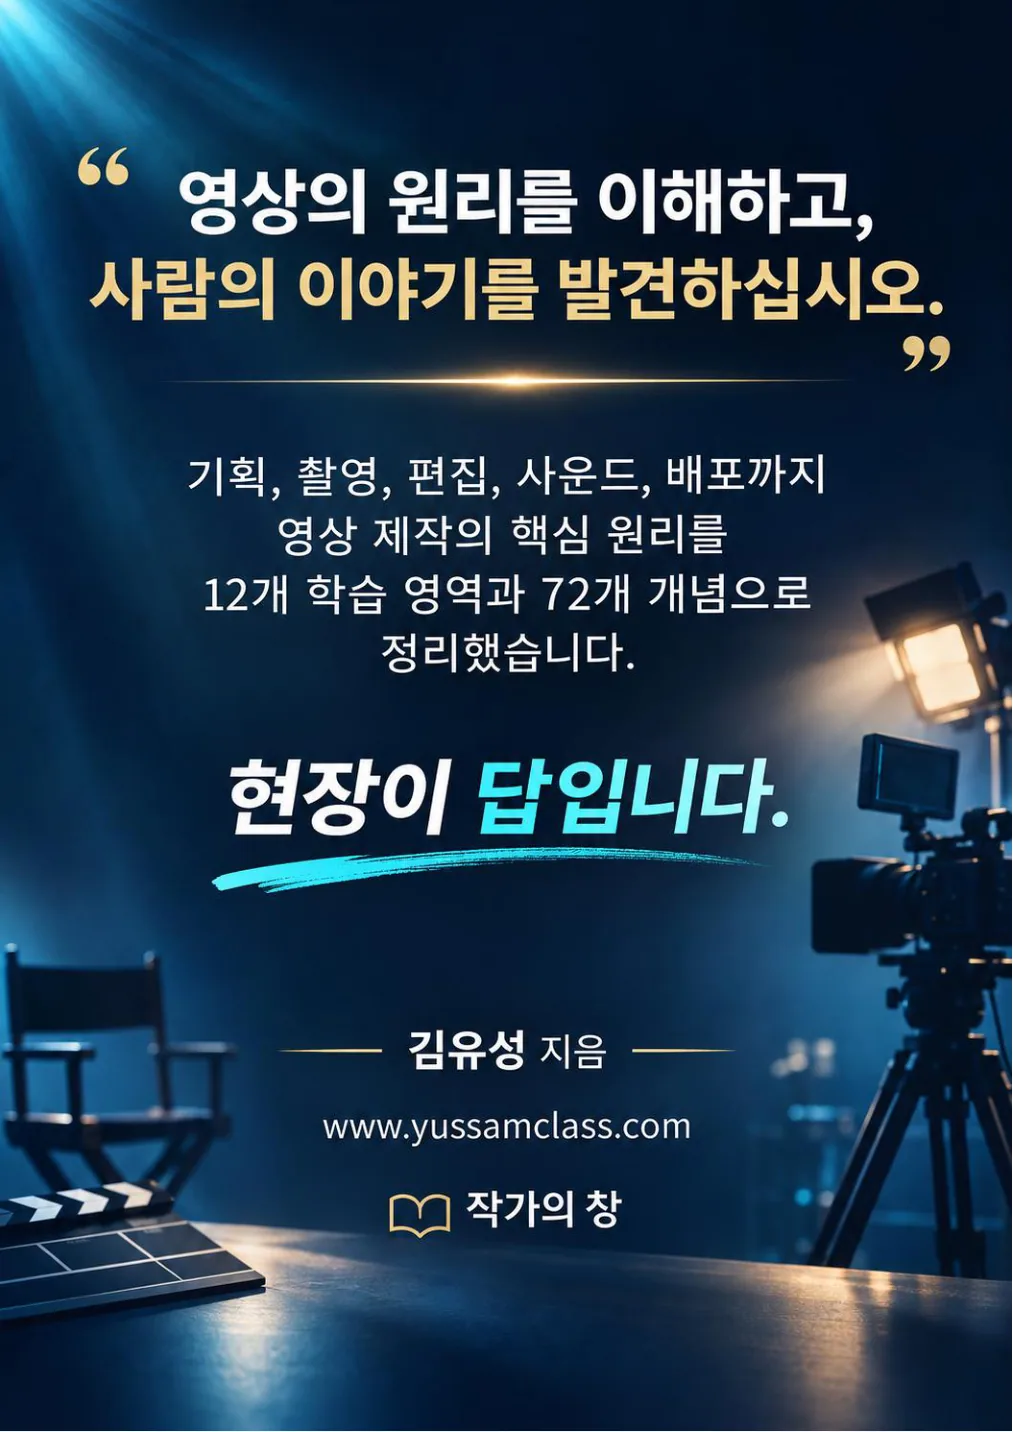 “ 영상의 원리를 이해하고,
사람의 이야기를 발견하십시오. ”
기획, 촬영, 편집, 사운드, 배포까지
영상 제작의 핵심 원리를
12개 학습 영역과 72개 개념으로
정리했습니다.
현장이 답입니다.
김유성 지음
www.yussamclass.com
작가의 창